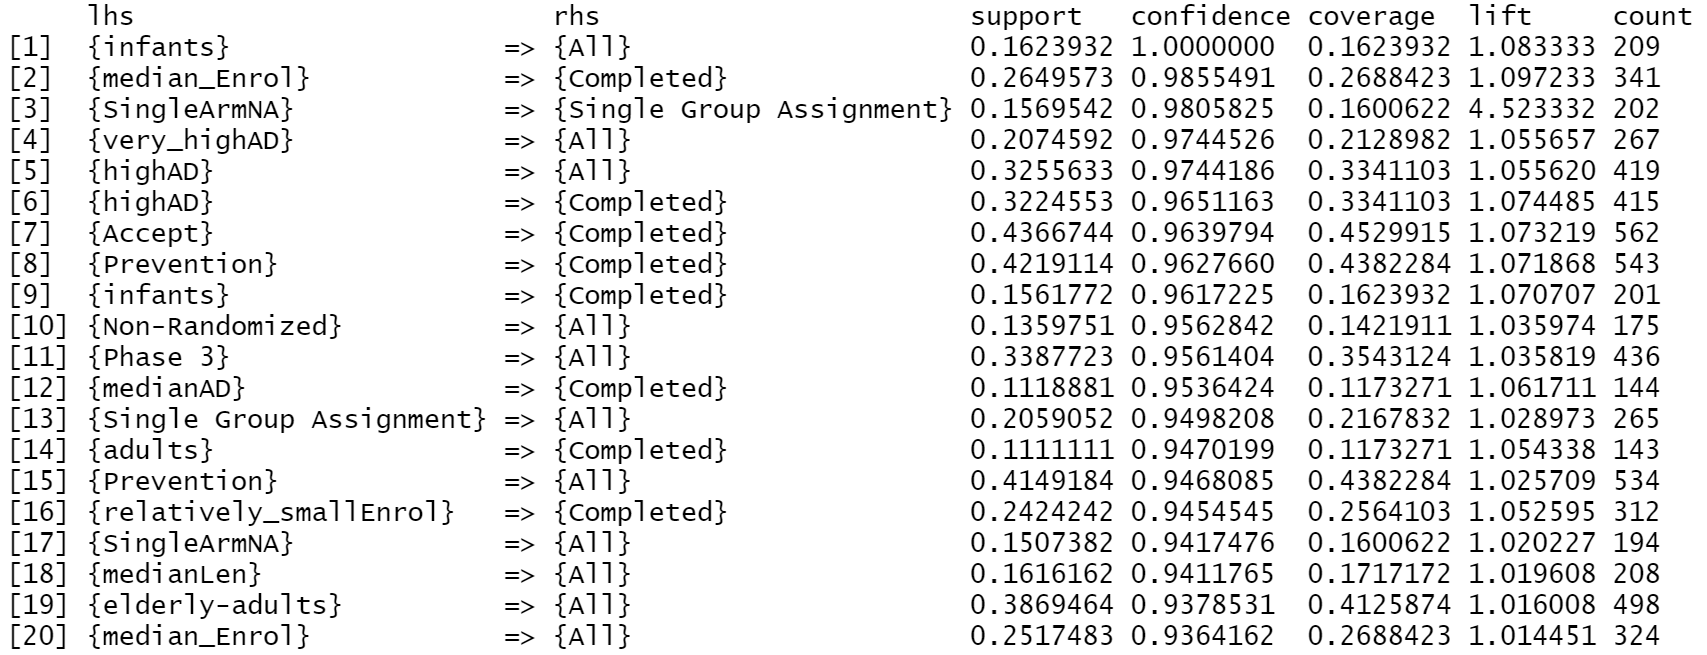 lhs rhs support confidence coverage lift count
[1] {infants} => {All} 0.1623932 1.0000000 0.1623932 1.083333 209
[2] {median_Enrol} => {Completed} 0.2649573 0.9855491 0.2688423 1.097233 341
[3] {SingleArmNA} => {Single Group Assignment} 0.1569542 0.9805825 0.1600622 4.523332 202
[4] {very_highAD} => {All} 0.2074592 0.9744526 0.2128982 1.055657 267
[5] {highAD} => {All} 0.3255633 0.9744186 0.3341103 1.055620 419
[6] {highAD} => {Completed} 0.3224553 0.9651163 0.3341103 1.074485 415
[7] {Accept} => {Completed} 0.4366744 0.9639794 0.4529915 1.073219 562
[8] {Prevention} => {Completed} 0.4219114 0.9627660 0.4382284 1.071868 543
[9] {infants} => {Completed} 0.1561772 0.9617225 0.1623932 1.070707 201
[10] {Non-Randomized} => {All} 0.1359751 0.9562842 0.1421911 1.035974 175
[11] {Phase 3} => {All} 0.3387723 0.9561404 0.3543124 1.035819 436
[12] {medianAD} => {Completed} 0.1118881 0.9536424 0.1173271 1.061711 144
[13] {Single Group Assignment} => {All} 0.2059052 0.9498208 0.2167832 1.028973 265
[14] {adults} => {Completed} 0.1111111 0.9470199 0.1173271 1.054338 143
[15] {Prevention} => {All} 0.4149184 0.9468085 0.4382284 1.025709 534
[16] {relatively_smallEnrol} => {Completed} 0.2424242 0.9454545 0.2564103 1.052595 312
[17] {SingleArmNA} => {All} 0.1507382 0.9417476 0.1600622 1.020227 194
[18] {medianLen} => {All} 0.1616162 0.9411765 0.1717172 1.019608 208
[19] {elderly-adults} => {All} 0.3869464 0.9378531 0.4125874 1.016008 498
[20] {median_Enrol} => {All} 0.2517483 0.9364162 0.2688423 1.014451 324